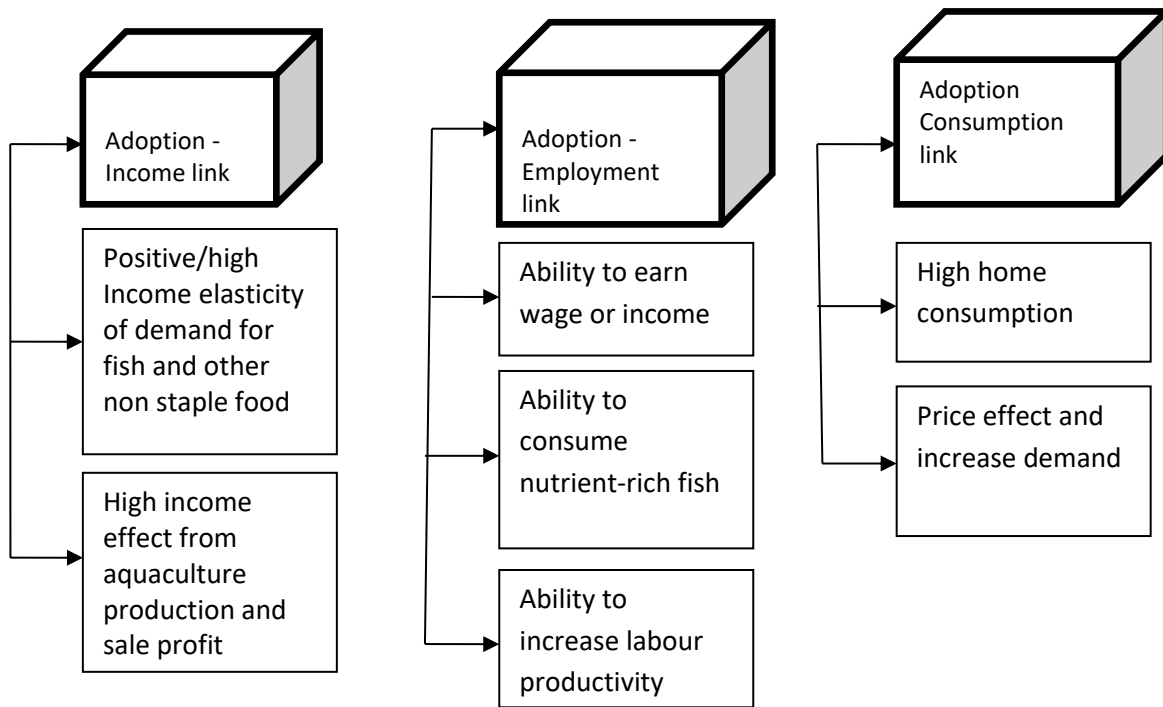 Adoption -
Income link
Positive/high
Income elasticity
of demand for
fish and other
non staple food
High income
effect from
aquaculture
production and
sale profit
Adoption -
Employment
link
Ability to earn
wage or income
Ability to
consume
nutrient-rich fish
Ability to
increase labour
productivity
Adoption
Consumption
link
High home
consumption
Price effect and
increase demand